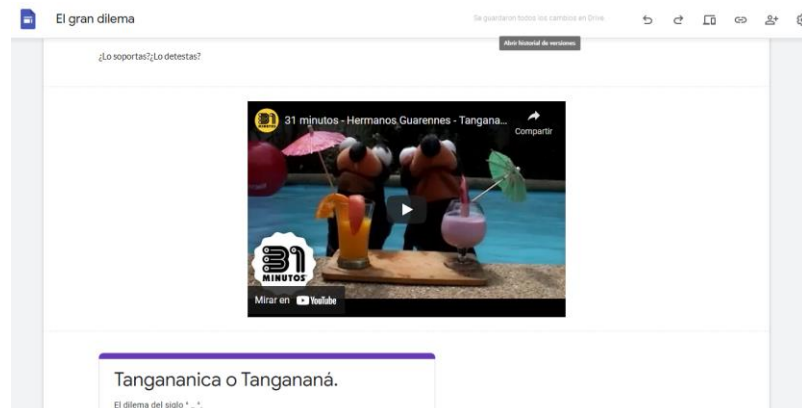 El gran dilema
Se guardaron todos los cambios en Drive.
Abrir historial de versiones
¿Lo soportas?¿Lo detestas?
31 minutos - Hermanos Guarennes - Tangana...
Compartir
31
MINUTOS
Mirar en YouTube
Tangananica o Tangananá.
El dilema del siglo *_*.